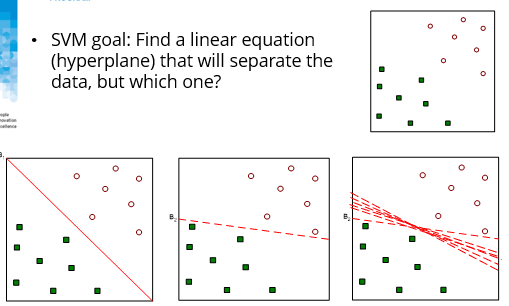 • SVM goal: Find a linear equation
(hyperplane) that will separate the
data, but which one?
B₁
B₂
B₂